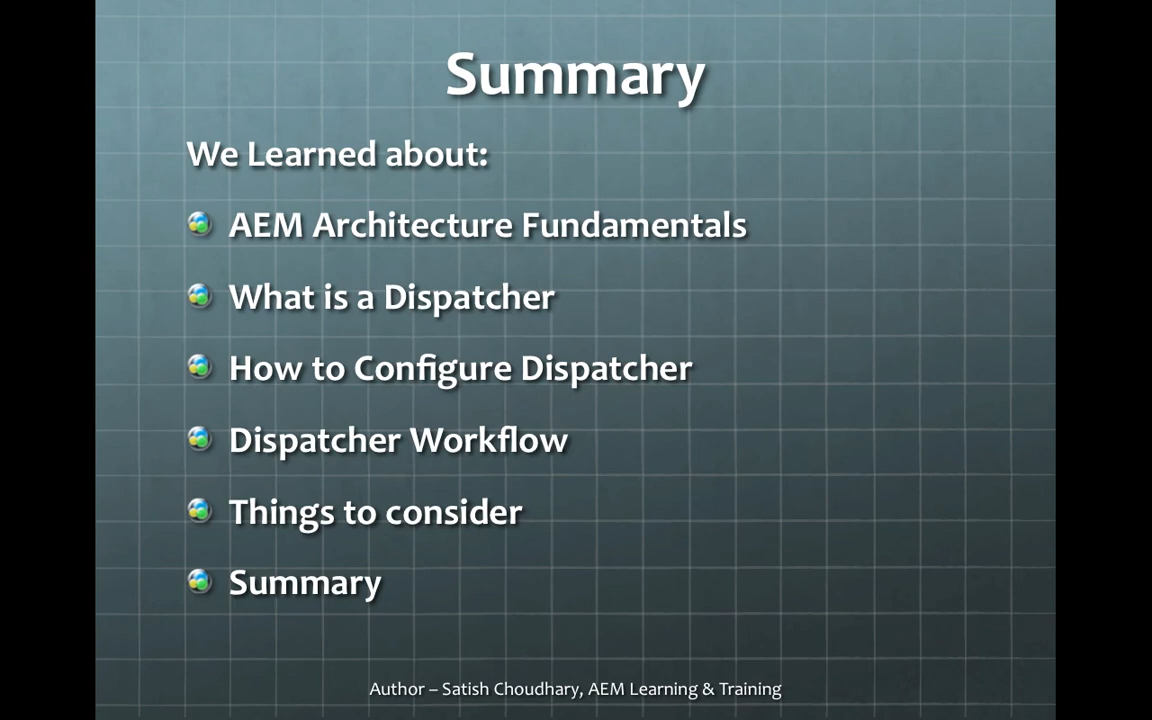 Summary
We Learned about:
AEM Architecture Fundamentals
What is a Dispatcher
How to Configure Dispatcher
Dispatcher Workflow
Things to consider
Summary
Author – Satish Choudhary, AEM Learning & Training